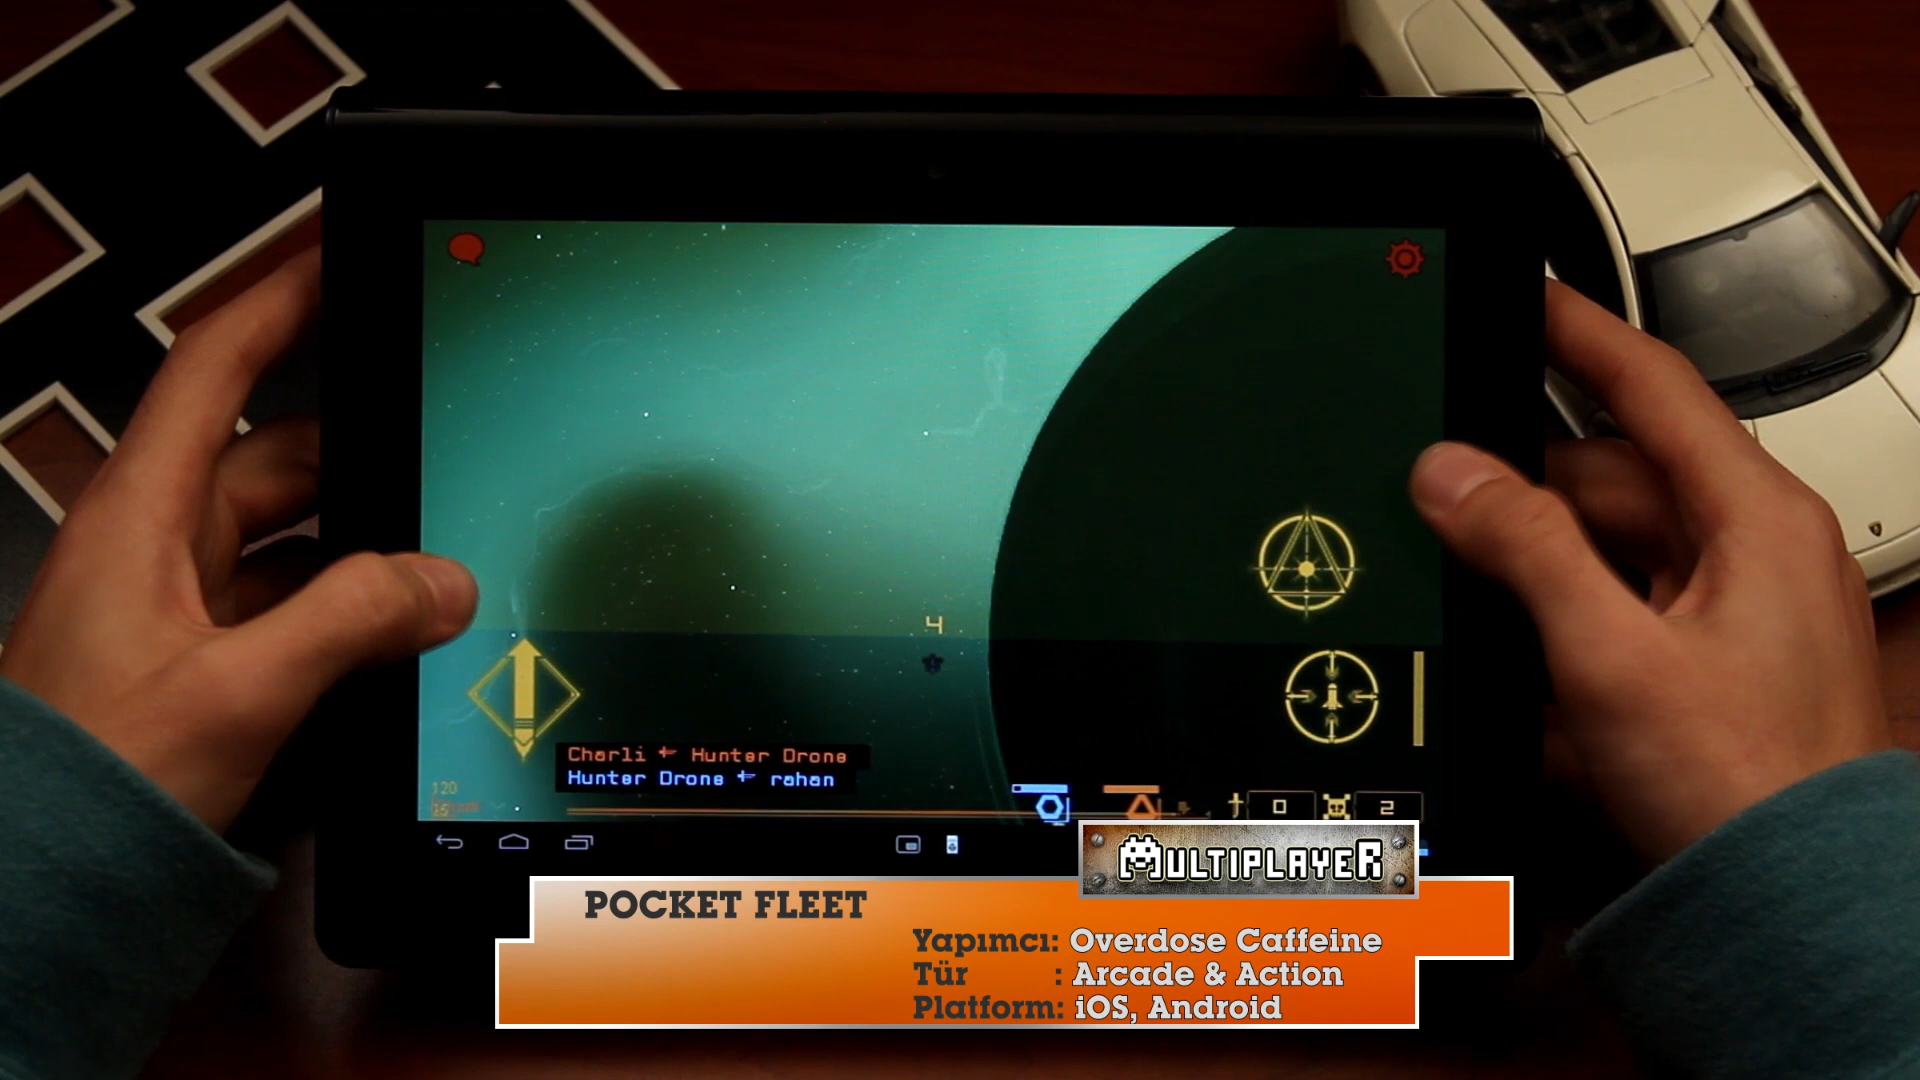 4
Charli Hunter Drone
Hunter Drone rahan
120
0
2
MULTIPLAYER
POCKET FLEET
Yapımcı: Overdose Caffeine
Tür : Arcade & Action
Platform: iOS, Android